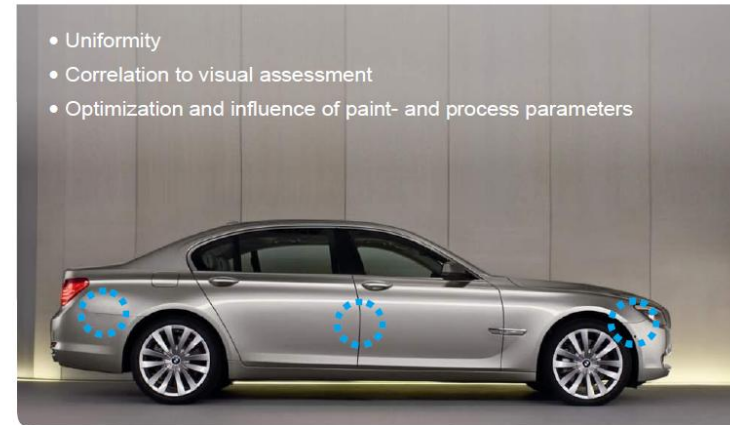 • Uniformity
• Correlation to visual assessment
• Optimization and influence of paint- and process parameters